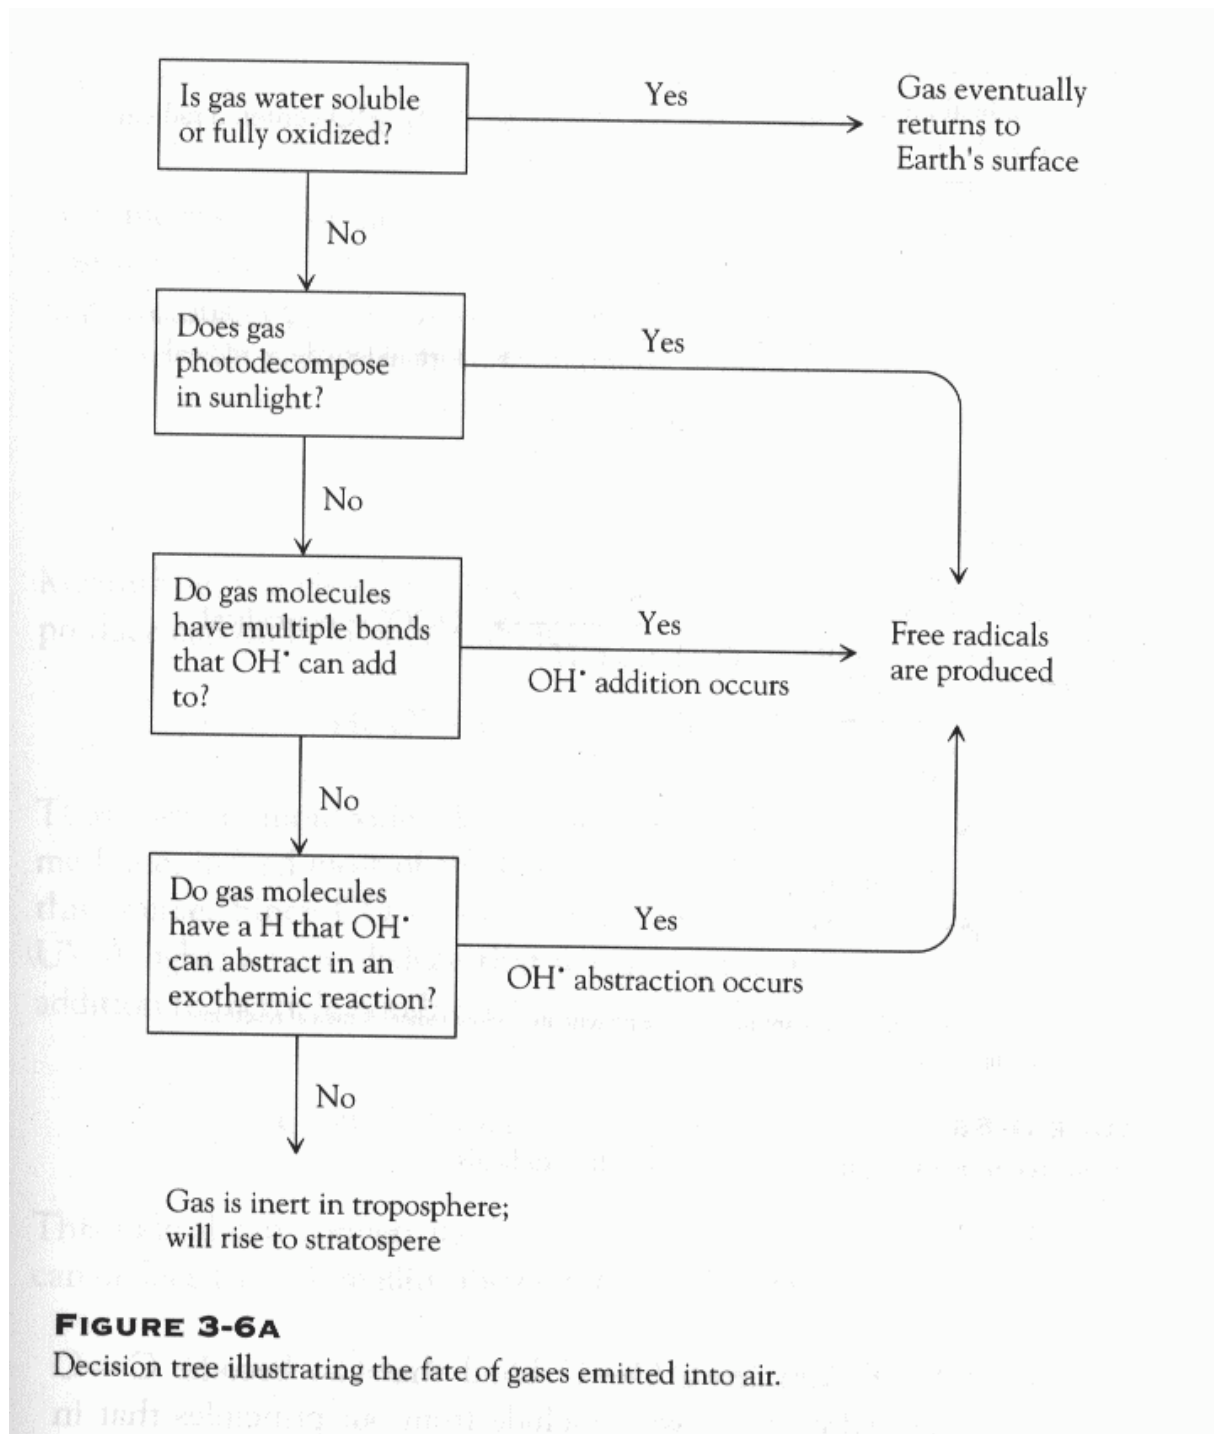 Is gas water soluble
or fully oxidized?
Yes
Gas eventually
returns to
Earth's surface
No
Does gas
photodecompose
in sunlight?
Yes
No
Do gas molecules
have multiple bonds
that OH· can add
to?
Yes
OH· addition occurs
Free radicals
are produced
No
Do gas molecules
have a H that OH·
can abstract in an
exothermic reaction?
Yes
OH· abstraction occurs
No
Gas is inert in troposphere;
will rise to stratospere
FIGURE 3-6A
Decision tree illustrating the fate of gases emitted into air.